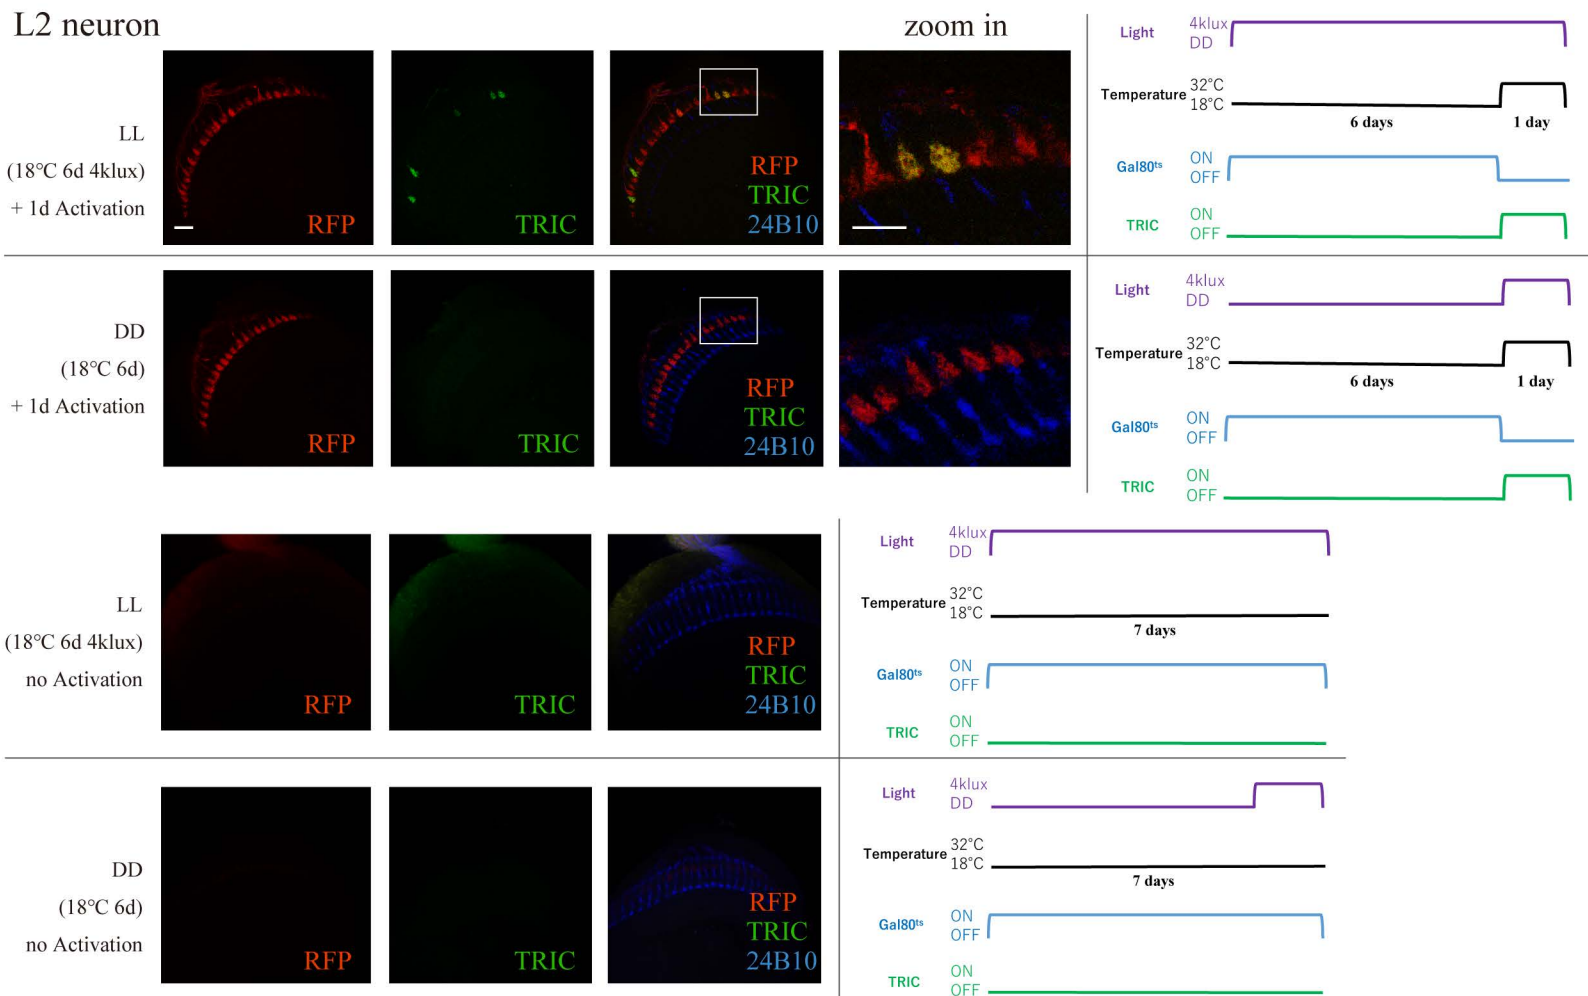 L2 neuron
zoom in
LL
(18℃ 6d 4klux)
+ 1d Activation
RFP
TRIC
RFP
TRIC
24B10
Light
4klux
DD
Temperature
32°C
18°C
6 days
1 day
Gal80ts
ON
OFF
TRIC
ON
OFF
DD
(18℃ 6d)
+ 1d Activation
RFP
TRIC
RFP
TRIC
24B10
Light
4klux
DD
Temperature
32°C
18°C
6 days
1 day
Gal80ts
ON
OFF
TRIC
ON
OFF
LL
(18℃ 6d 4klux)
no Activation
RFP
TRIC
RFP
TRIC
24B10
Light
4klux
DD
Temperature
32°C
18°C
7 days
Gal80ts
ON
OFF
TRIC
ON
OFF
DD
(18℃ 6d)
no Activation
RFP
TRIC
RFP
TRIC
24B10
Light
4klux
DD
Temperature
32°C
18°C
7 days
Gal80ts
ON
OFF
TRIC
ON
OFF